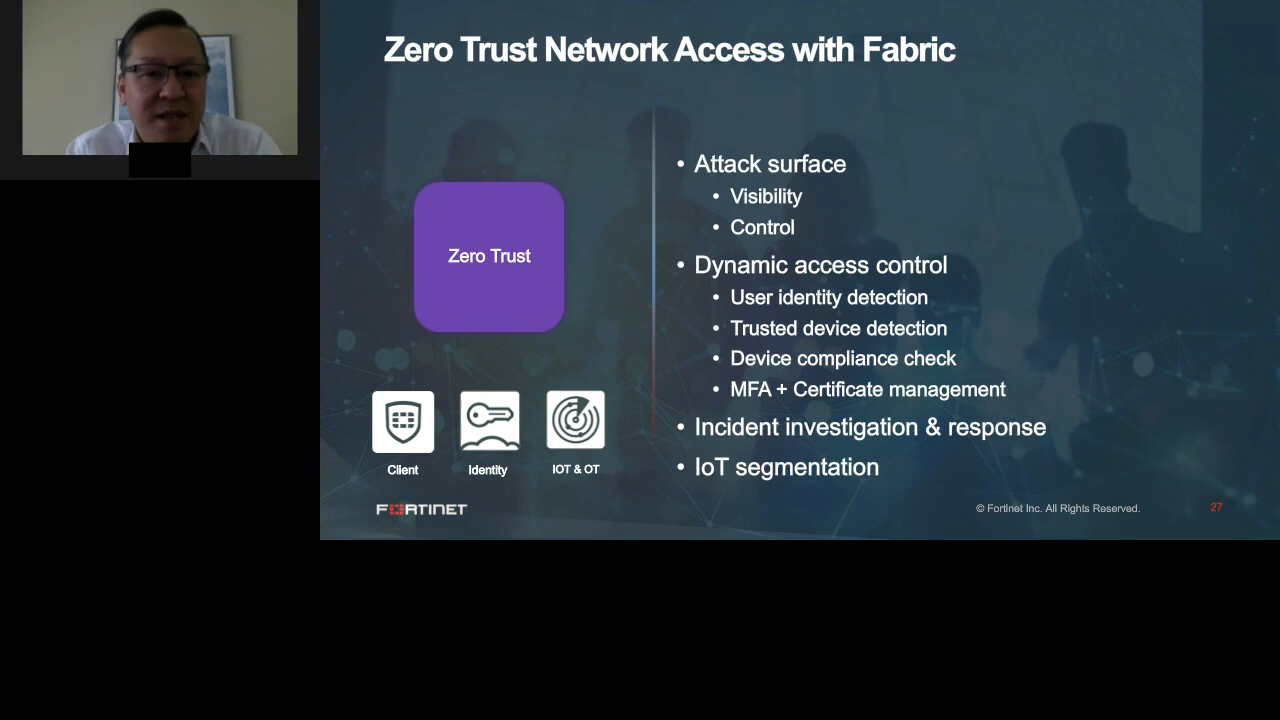 Zero Trust Network Access with Fabric
Zero Trust
Client
Identity
IOT & OT
• Attack surface
• Visibility
• Control
• Dynamic access control
• User identity detection
• Trusted device detection
• Device compliance check
• MFA + Certificate management
• Incident investigation & response
• IoT segmentation
FORTINET
© Fortinet Inc. All Rights Reserved.
27